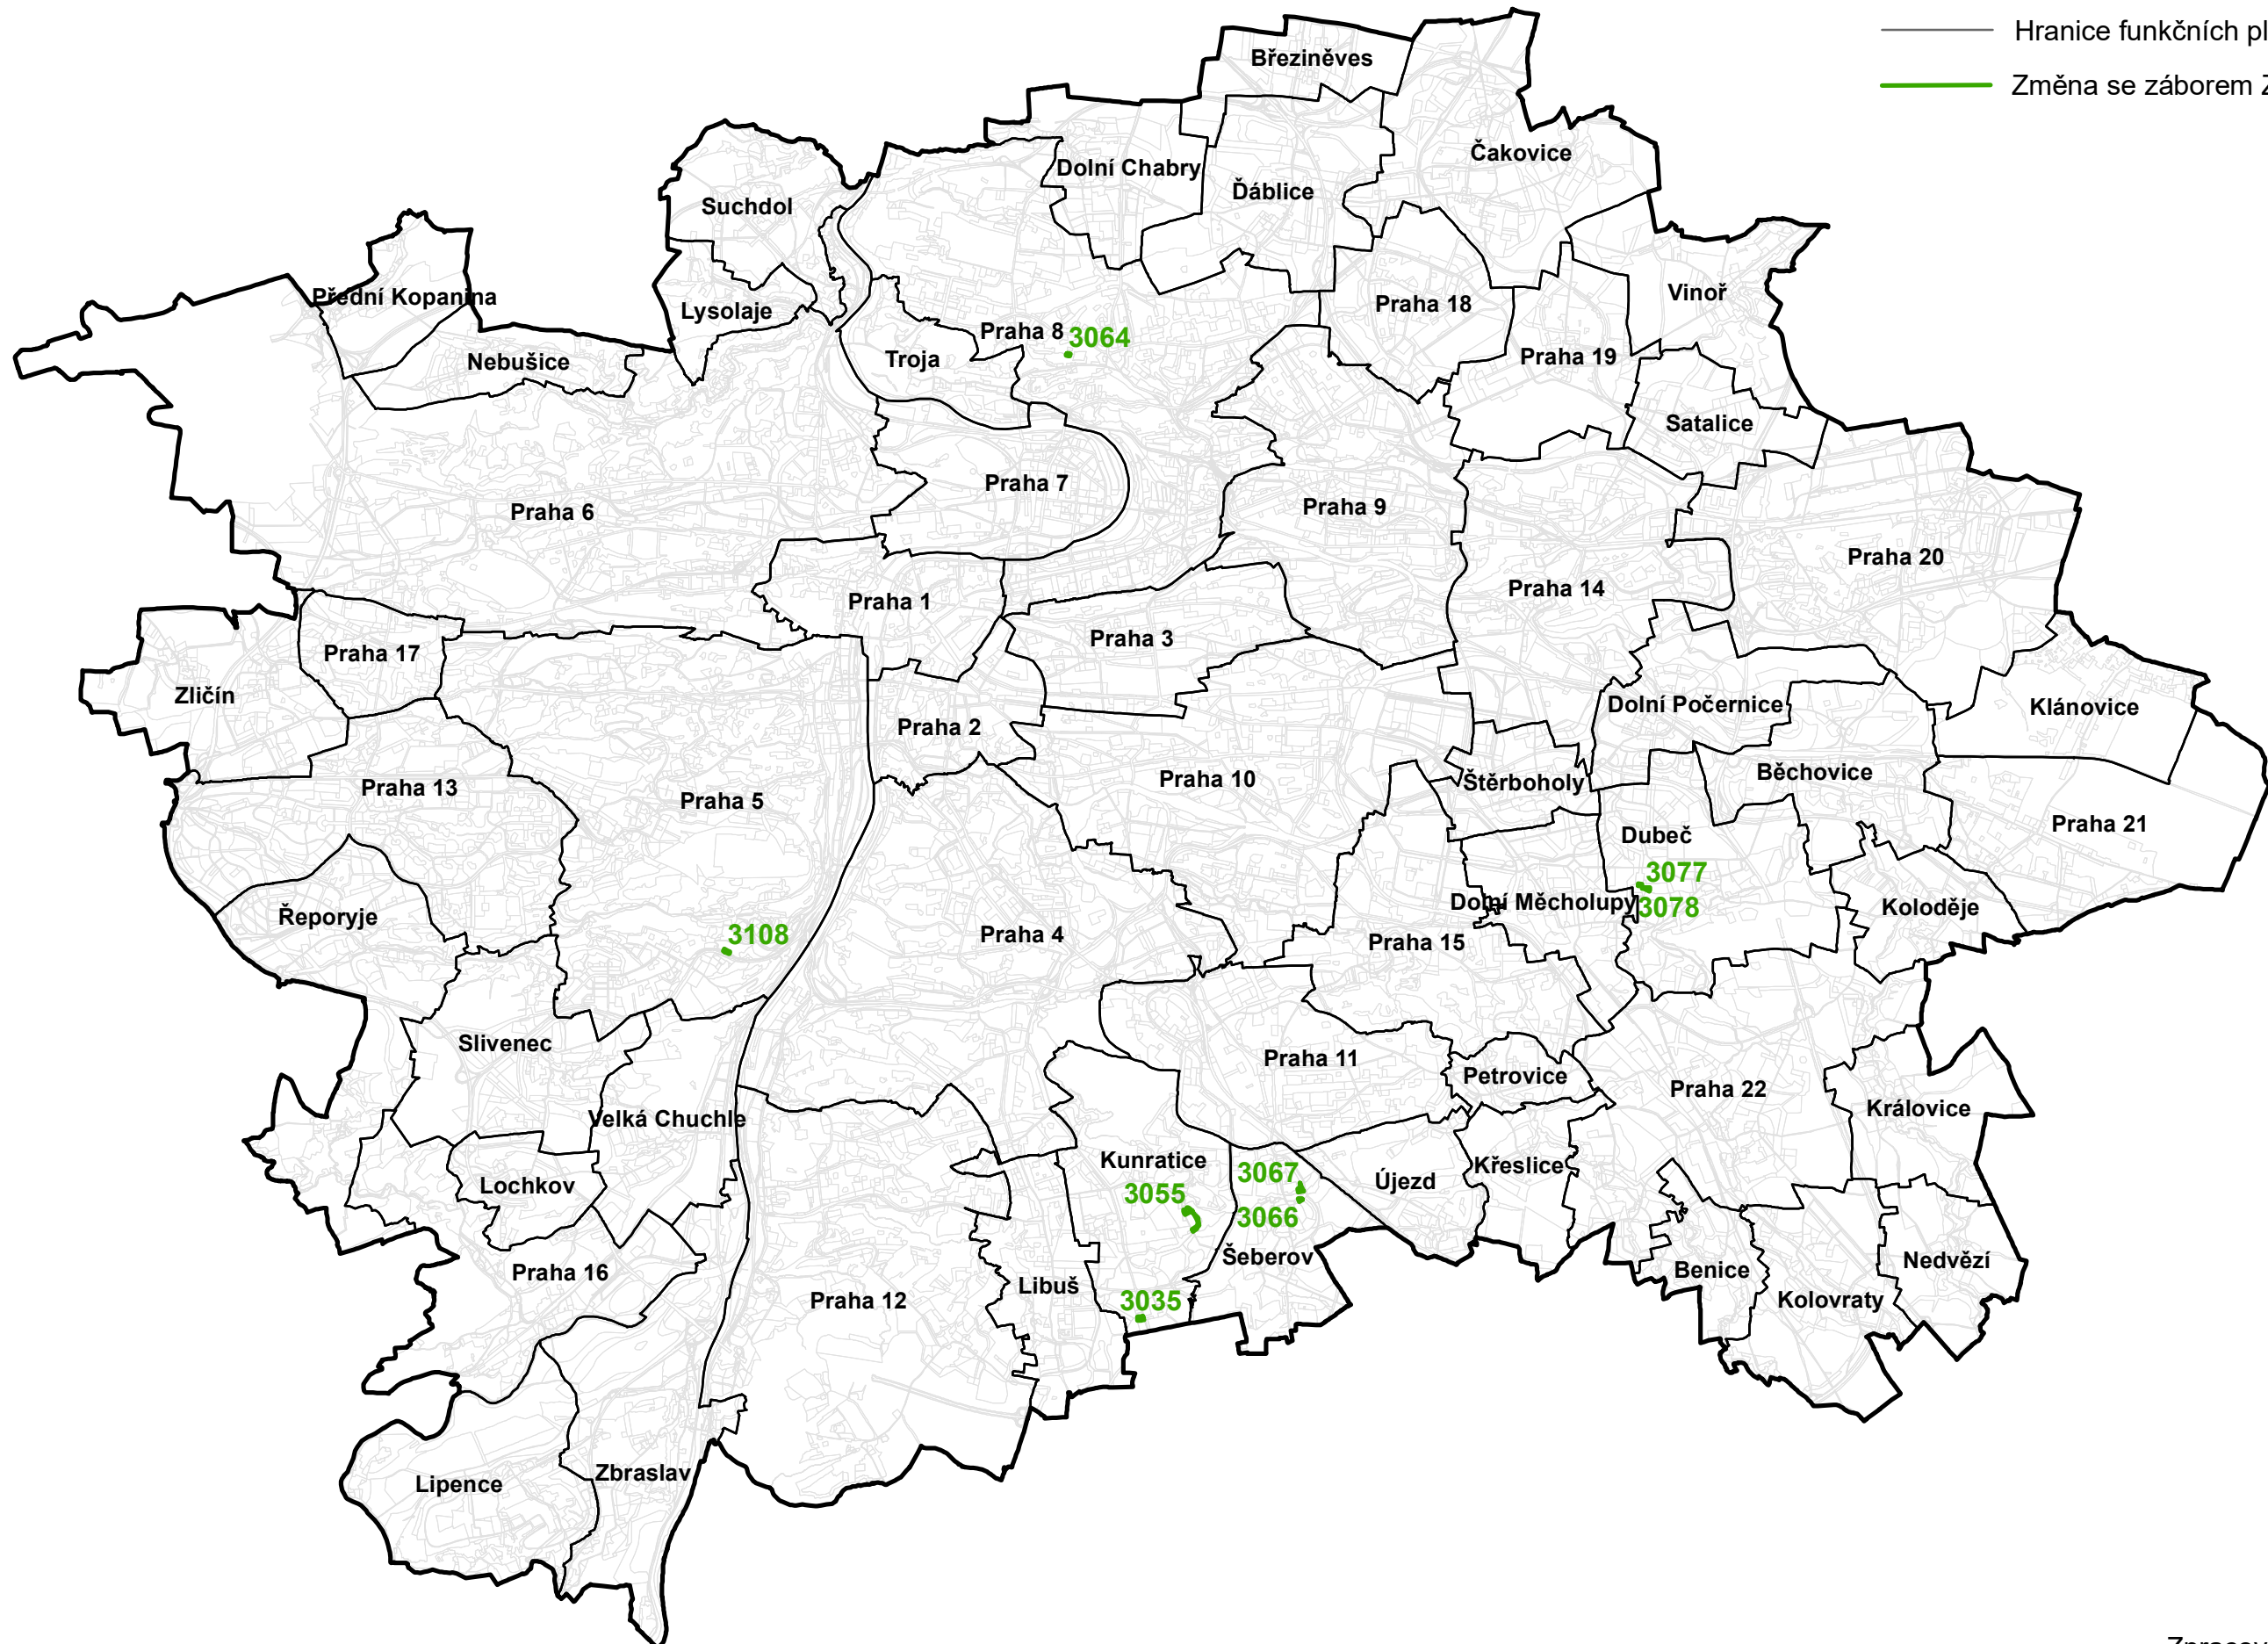 Hranice funkčních pl
Změna se záborem Z
Březiněves
Čakovice
Dolní Chabry
Ďáblice
Suchdol
Přední Kopanina
Lysolaje
Vinoř
Praha 18
Praha 8
3064
Troja
Praha 19
Nebušice
Satalice
Praha 7
Praha 9
Praha 6
Praha 20
Praha 14
Praha 1
Praha 3
Praha 17
Zličín
Dolní Počernice
Klánovice
Praha 2
Běchovice
Praha 10
Štěrboholy
Praha 13
Praha 5
Praha 21
Dubeč
3077
Dolní Měcholupy
3078
Koloděje
Řeporyje
3108
Praha 4
Praha 15
Slivenec
Praha 11
Petrovice
Praha 22
Královice
Velká Chuchle
Kunratice
3067
Křeslice
Újezd
Lochkov
3055
3066
Šeberov
Nedvězí
Praha 16
Benice
Libuš
Praha 12
3035
Kolovraty
Zbraslav
Lipence